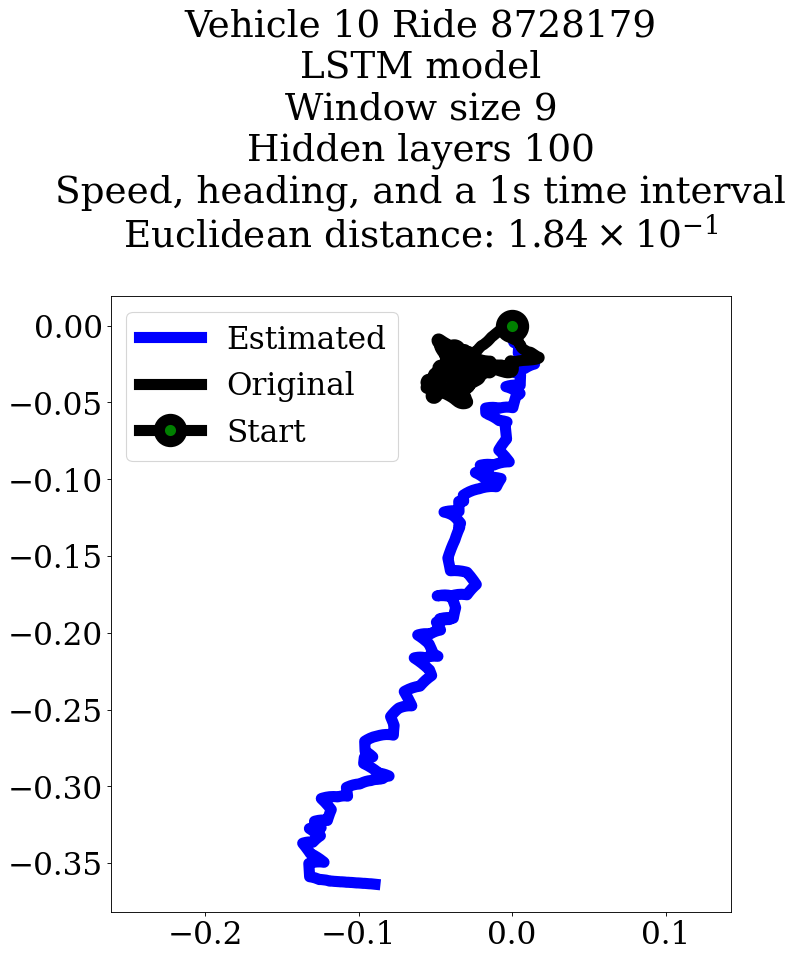 Vehicle 10 Ride 8728179
LSTM model
Window size 9
Hidden layers 100
Speed, heading, and a 1s time interval
Euclidean distance: 1.84 × 10⁻¹
Estimated
Original
Start
0.00
−0.05
−0.10
−0.15
−0.20
−0.25
−0.30
−0.35
−0.2
−0.1
0.0
0.1